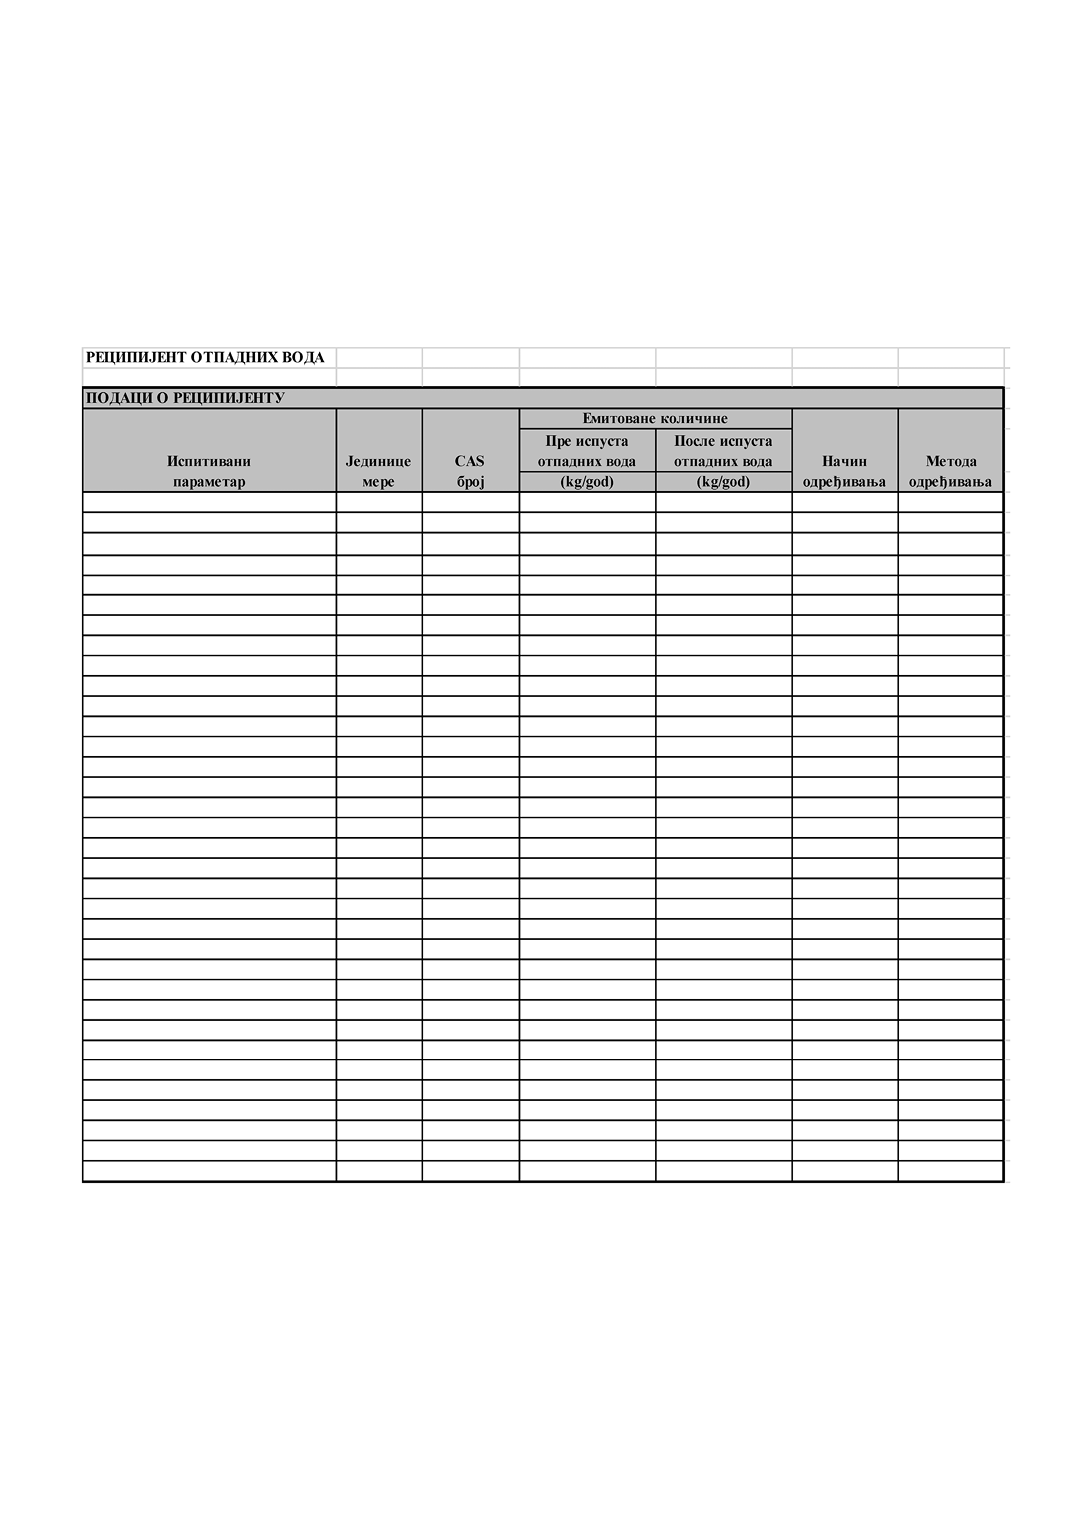 РЕЦИПИЈЕНТ ОТПАДНИХ ВОДА
ПОДАЦИ О РЕЦИПИЈЕНТУ
Испитивани
параметар
Јединице
мере
CAS
број
Емитоване количине
Пре испуста
отпадних вода
(kg/god)
После испуста
отпадних вода
(kg/god)
Начин
одређивања
Метода
одређивања